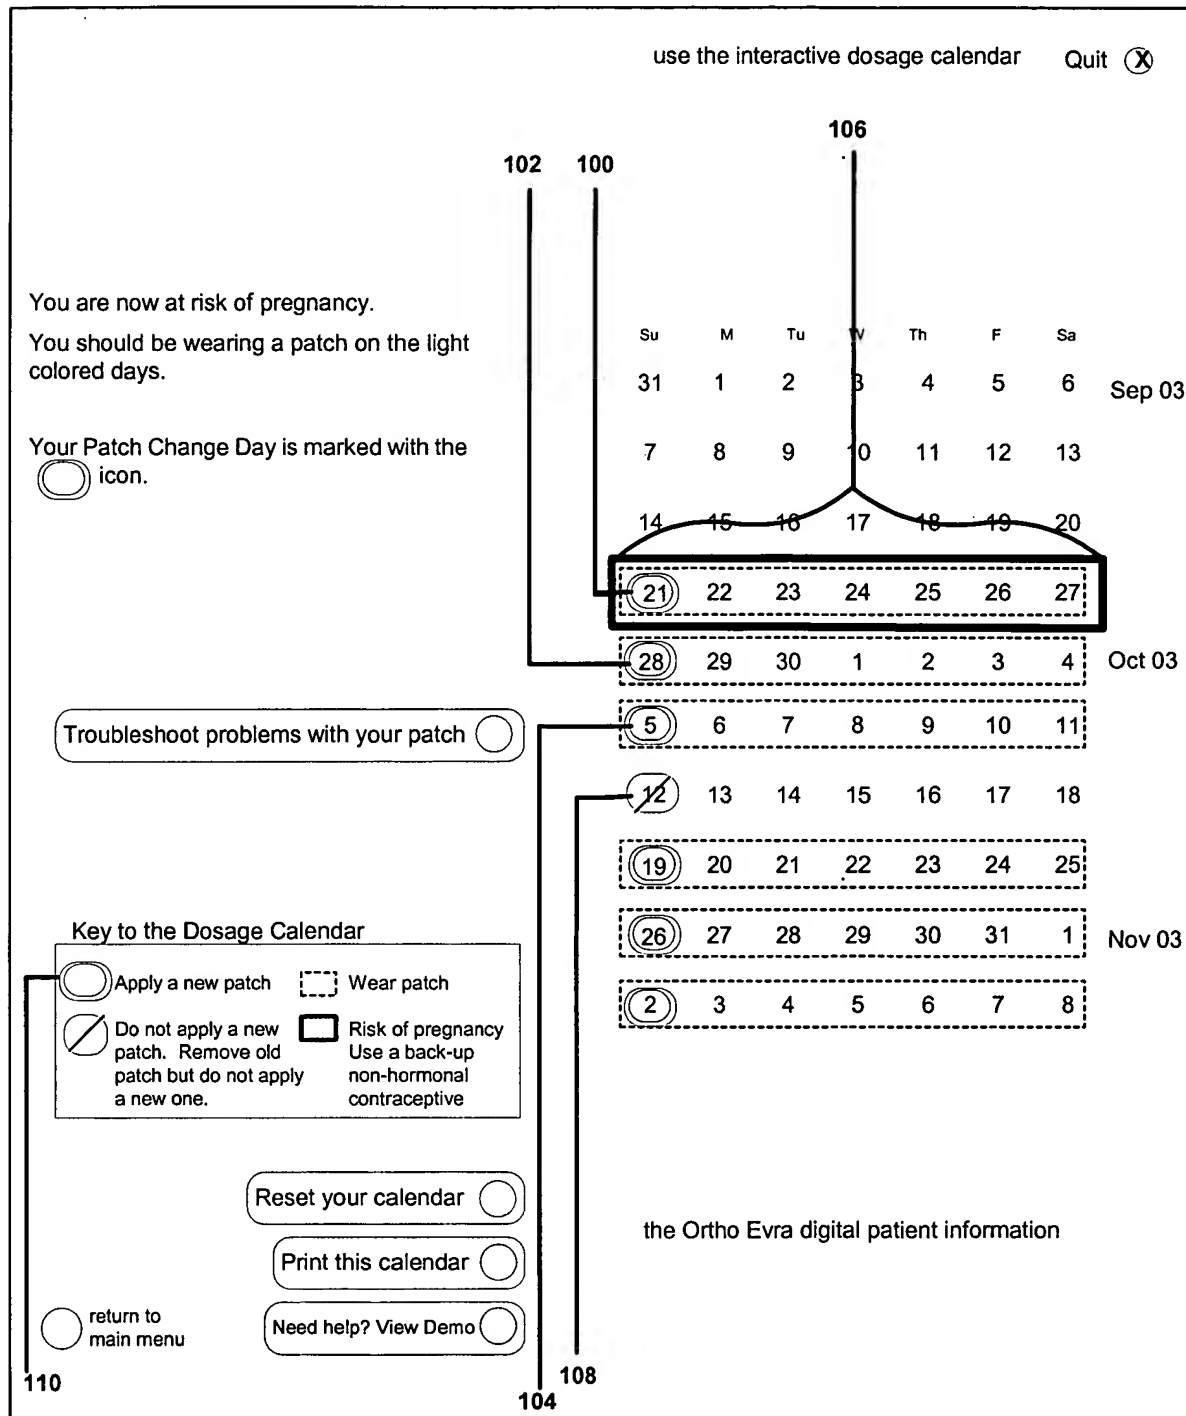 use the interactive dosage calendar Quit X
106
102 100
You are now at risk of pregnancy.
You should be wearing a patch on the light
colored days.
Your Patch Change Day is marked with the
icon.
Su M Tu W Th F Sa
31 1 2 3 4 5 6 Sep 03
7 8 9 10 11 12 13
14 15 16 17 18 19 20
21 22 23 24 25 26 27
28 29 30 1 2 3 4 Oct 03
5 6 7 8 9 10 11
12 13 14 15 16 17 18
19 20 21 22 23 24 25
26 27 28 29 30 31 1 Nov 03
2 3 4 5 6 7 8
Troubleshoot problems with your patch
Key to the Dosage Calendar
Apply a new patch
Wear patch
Do not apply a new
patch. Remove old
patch but do not apply
a new one.
Risk of pregnancy
Use a back-up
non-hormonal
contraceptive
Reset your calendar
Print this calendar
Need help? View Demo
return to
main menu
the Ortho Evra digital patient information
110
104
108